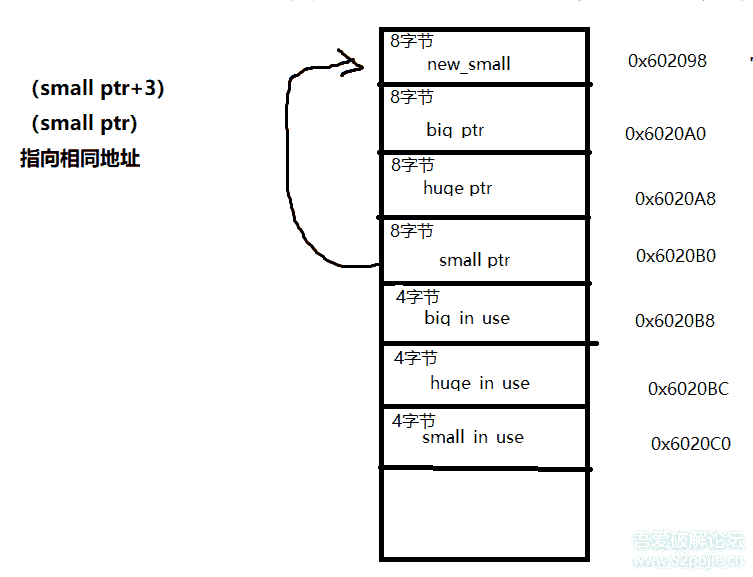 (small ptr+3)
(small ptr)
指向相同地址
8字节
new_small
0x602098
8字节
big ptr
0x6020A0
8字节
huge ptr
0x6020A8
8字节
small ptr
0x6020B0
4字节
big in use
0x6020B8
4字节
huge in use
0x6020BC
4字节
small in use
0x6020C0
吾爱破解论坛
www.52pojie.cn